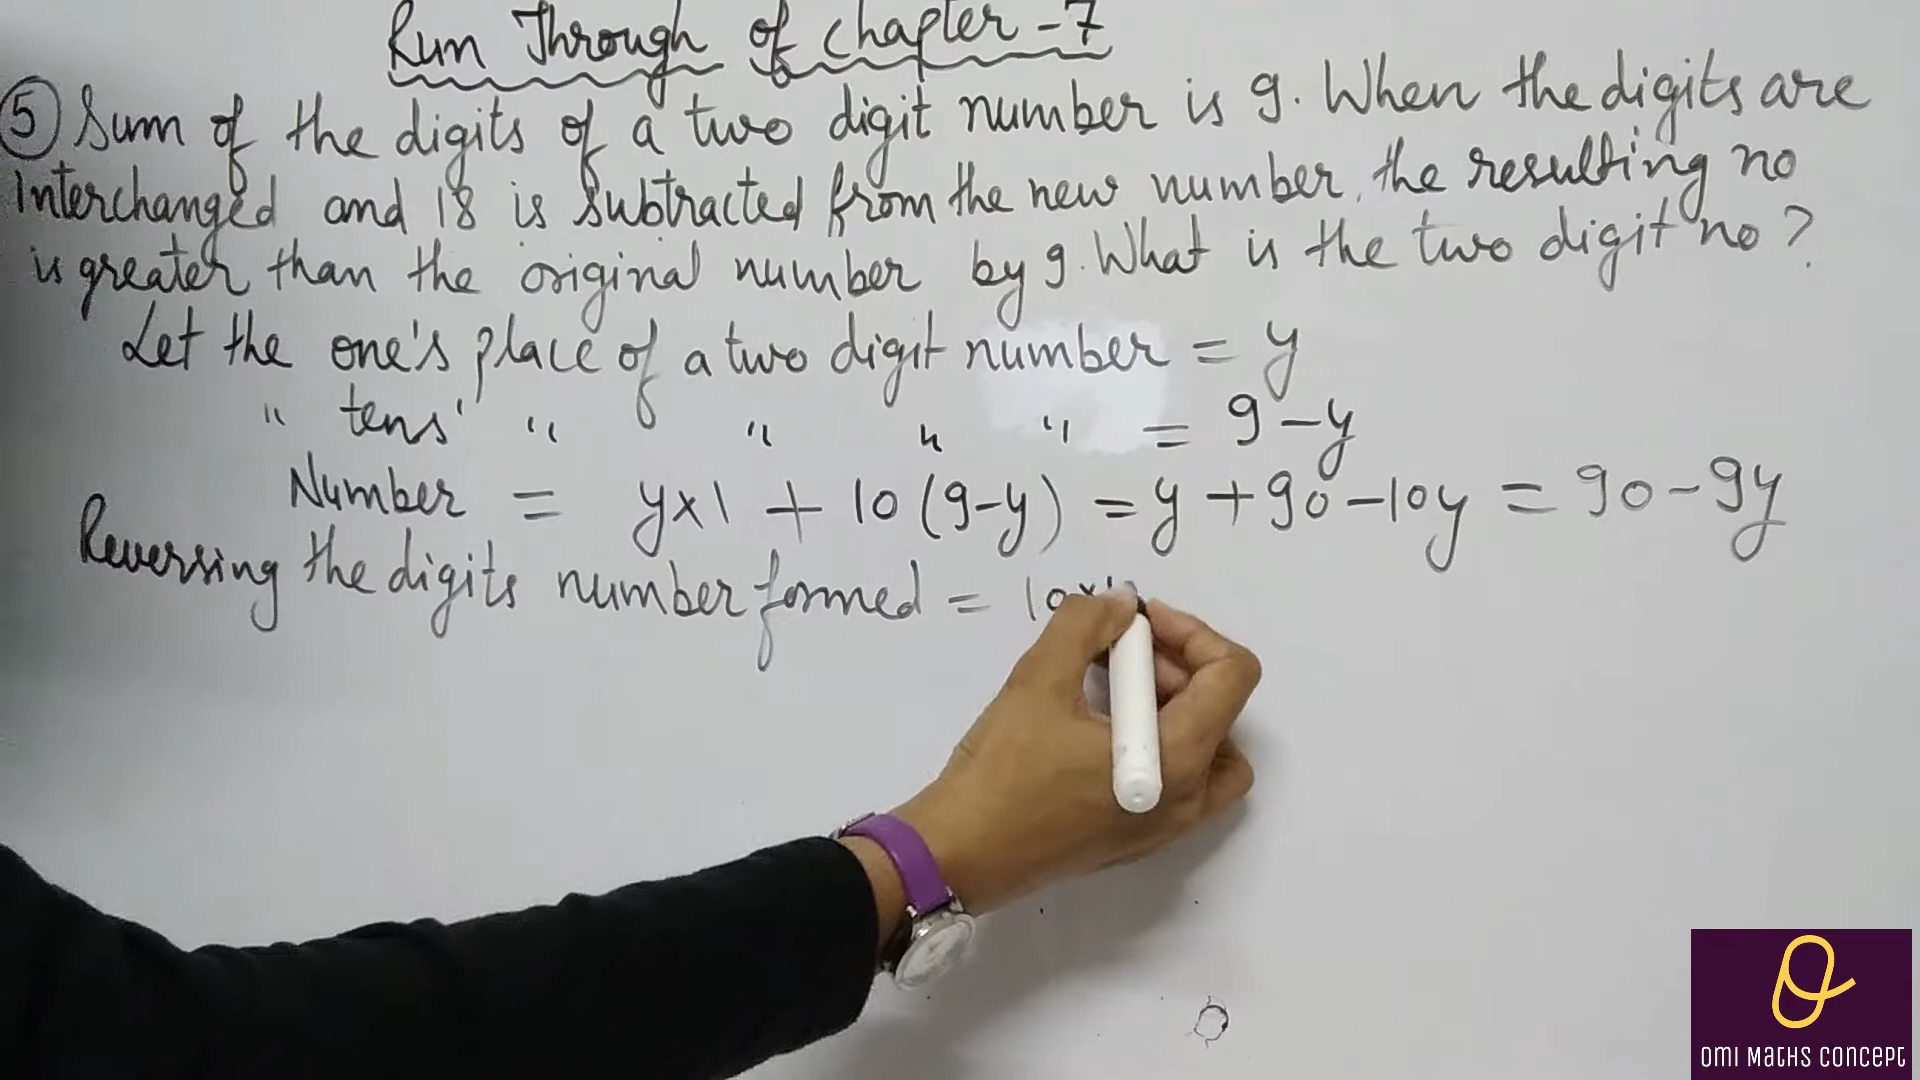 Run Through of Chapter - 7
⑤ Sum of the digits of a two digit number is 9. When the digits are
Interchanged and 18 is subtracted from the new number, the resulting no
is greater than the original number by 9. What is the two digit no?
Let the one's place of a two digit number = y
" tens' " " " " = 9-y
Number = y×1 + 10(9-y) = y+90-10y = 90-9y
Reversing the digits number formed = 10×
OMI MATHS CONCEPT